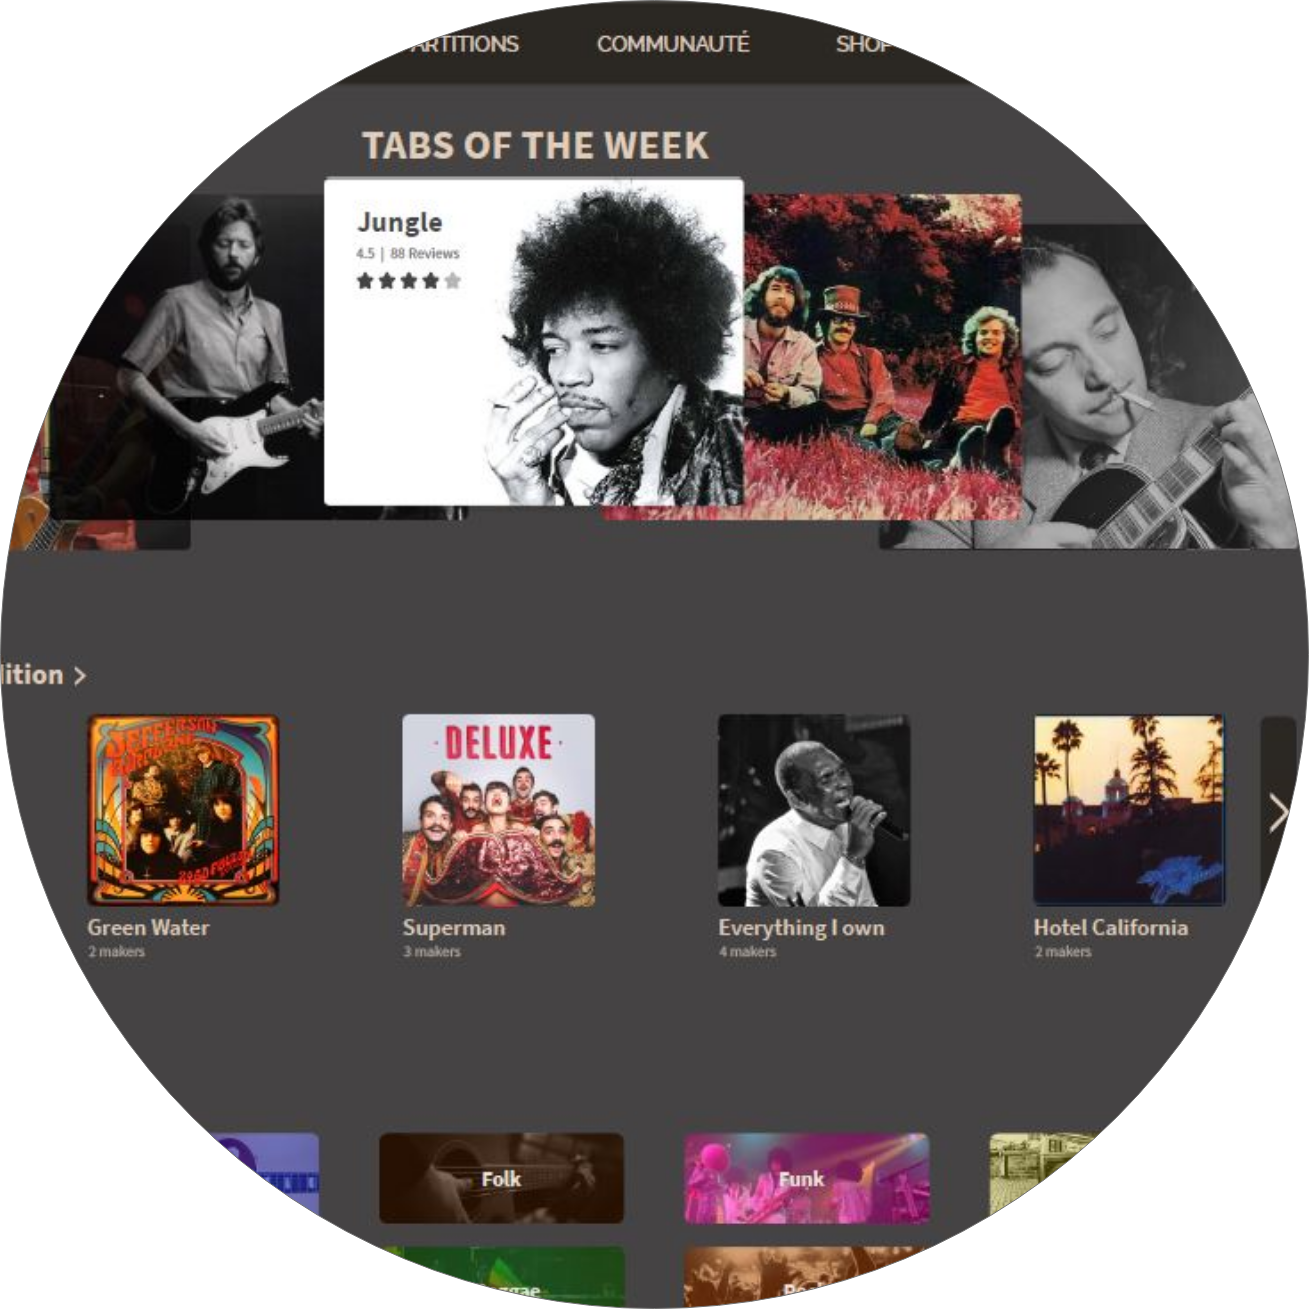 ARTITIONS COMMUNAUTÉ SHOP
TABS OF THE WEEK
Jungle
4.5 | 88 Reviews
lition >
JEFFERSON
DELUXE
Green Water
2 makers
Superman
3 makers
Everything I own
4 makers
Hotel California
2 makers
Folk
Funk